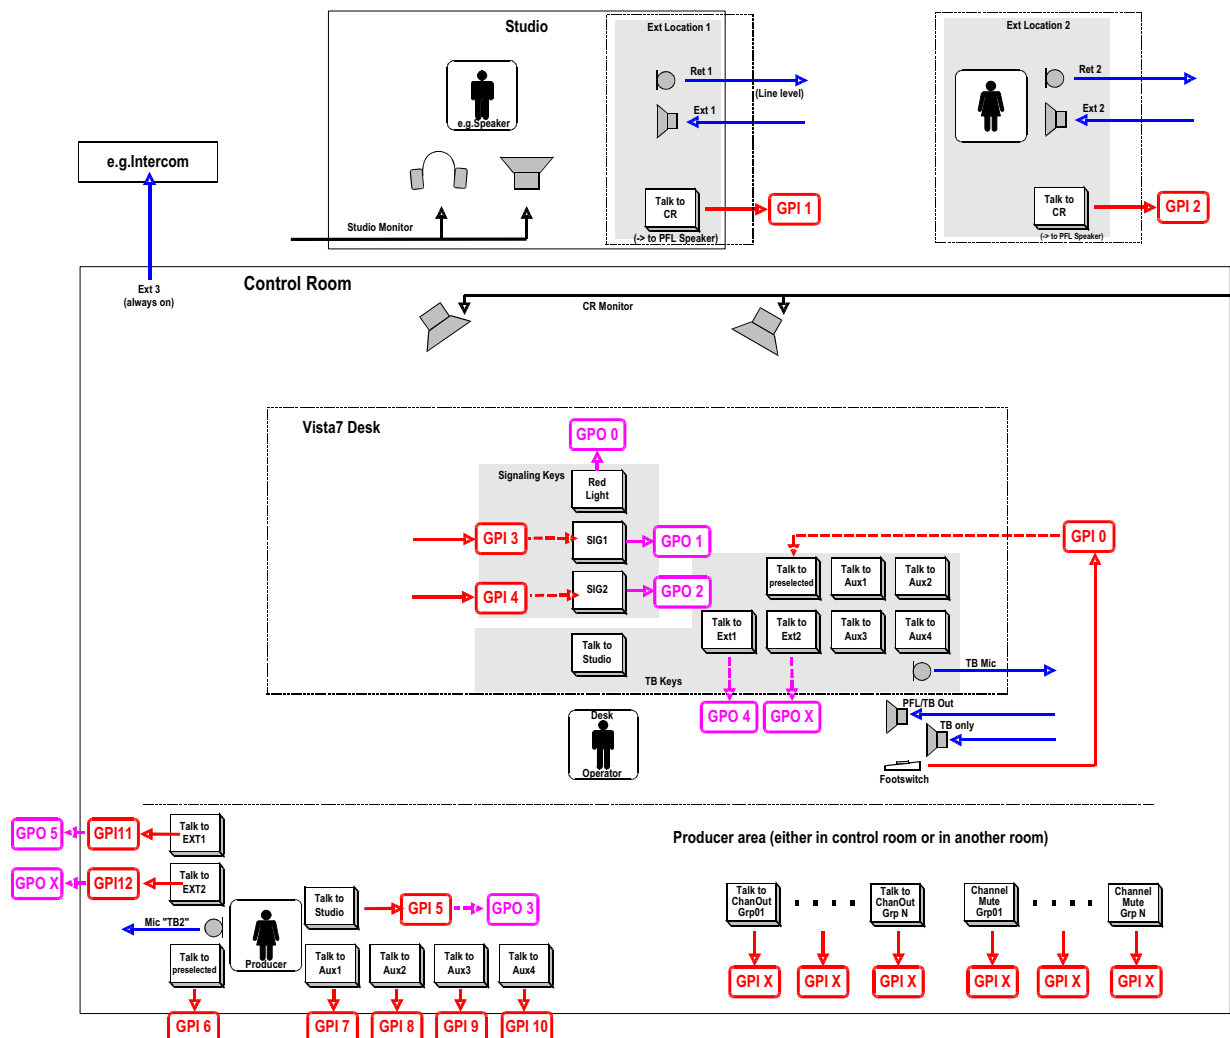 Studio
Ext Location 1
Ext Location 2
e.g.Speaker
Ret 1
(Line level)
Ext 1
Ret 2
Ext 2
e.g.Intercom
Talk to
CR
GPI 1
(-> to PFL Speaker)
Talk to
CR
GPI 2
(-> to PFL Speaker)
Studio Monitor
Ext 3
(always on)
Control Room
CR Monitor
Vista7 Desk
GPO 0
Signaling Keys
Red
Light
GPI 3
SIG1
GPO 1
GPI 0
GPI 4
SIG2
GPO 2
Talk to
preselected
Talk to
Aux1
Talk to
Aux2
Talk to
Ext1
Talk to
Ext2
Talk to
Aux3
Talk to
Aux4
Talk to
Studio
TB Keys
TB Mic
GPO 4
GPO X
PFL/TB Out
TB only
Footswitch
Desk
Operator
Producer area (either in control room or in another room)
GPO 5
GPI11
Talk to
EXT1
GPO X
GPI12
Talk to
EXT2
Mic "TB2"
Producer
Talk to
Studio
GPI 5
GPO 3
Talk to
preselected
Talk to
Aux1
Talk to
Aux2
Talk to
Aux3
Talk to
Aux4
GPI 6
GPI 7
GPI 8
GPI 9
GPI 10
Talk to
ChanOut
Grp01
Talk to
ChanOut
Grp N
Channel
Mute
Grp01
Channel
Mute
Grp N
GPI X
GPI X
GPI X
GPI X
GPI X
GPI X